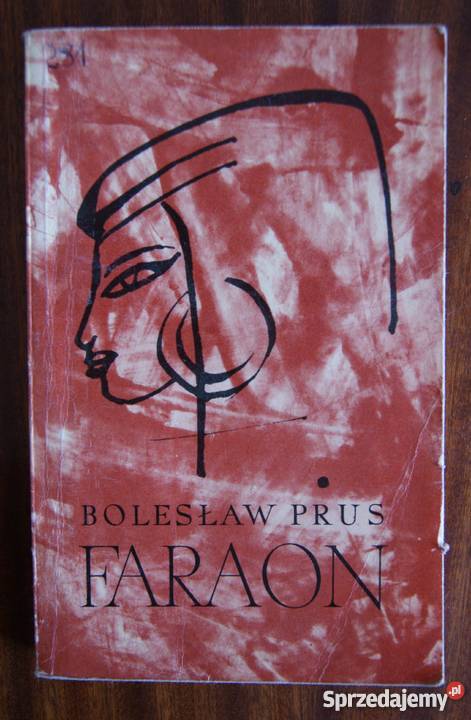 231
BOLESŁAW PRUS
FARAON
Sprzedajemy.pl